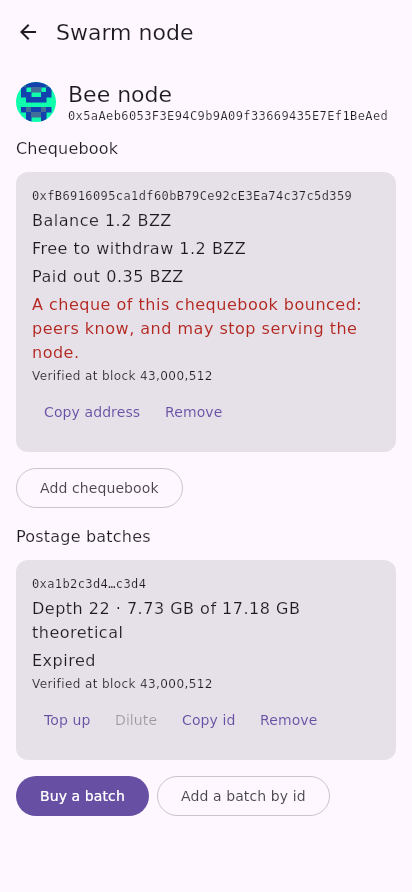 Swarm node
Bee node
0x5aAeb6053F3E94C9b9A09f33669435E7Ef1BeAed
Chequebook
0xfB6916095ca1df60bB79Ce92cE3Ea74c37c5d359
Balance 1.2 BZZ
Free to withdraw 1.2 BZZ
Paid out 0.35 BZZ
A cheque of this chequebook bounced:
peers know, and may stop serving the
node.
Verified at block 43,000,512
Copy address Remove
Add chequebook
Postage batches
0xa1b2c3d4…c3d4
Depth 22 · 7.73 GB of 17.18 GB
theoretical
Expired
Verified at block 43,000,512
Top up Dilute Copy id Remove
Buy a batch Add a batch by id